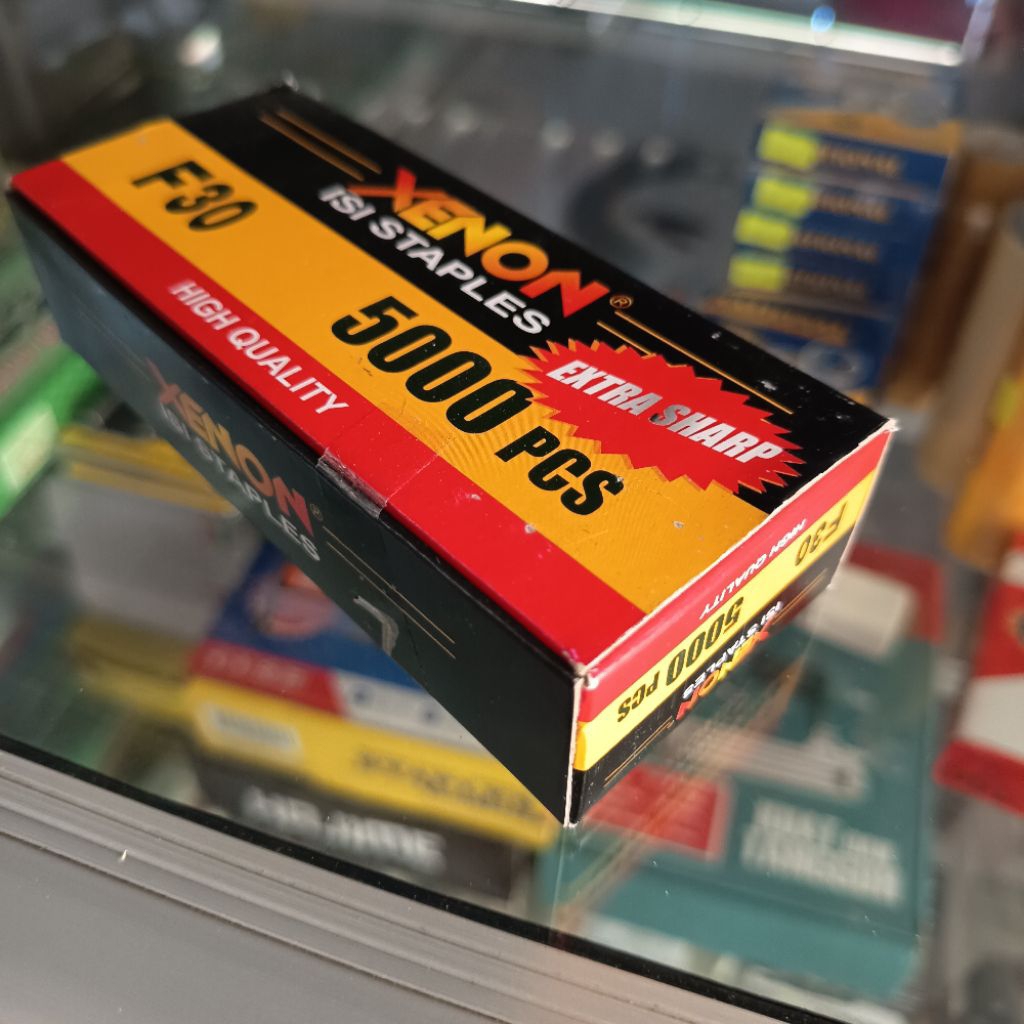 XENON®
ISI STAPLES
F30
5000 PCS
EXTRA SHARP
HIGH QUALITY
XENON®
ISI STAPLES
F30
HIGH QUALITY
5000 PCS
XENON
ISI STAPLES